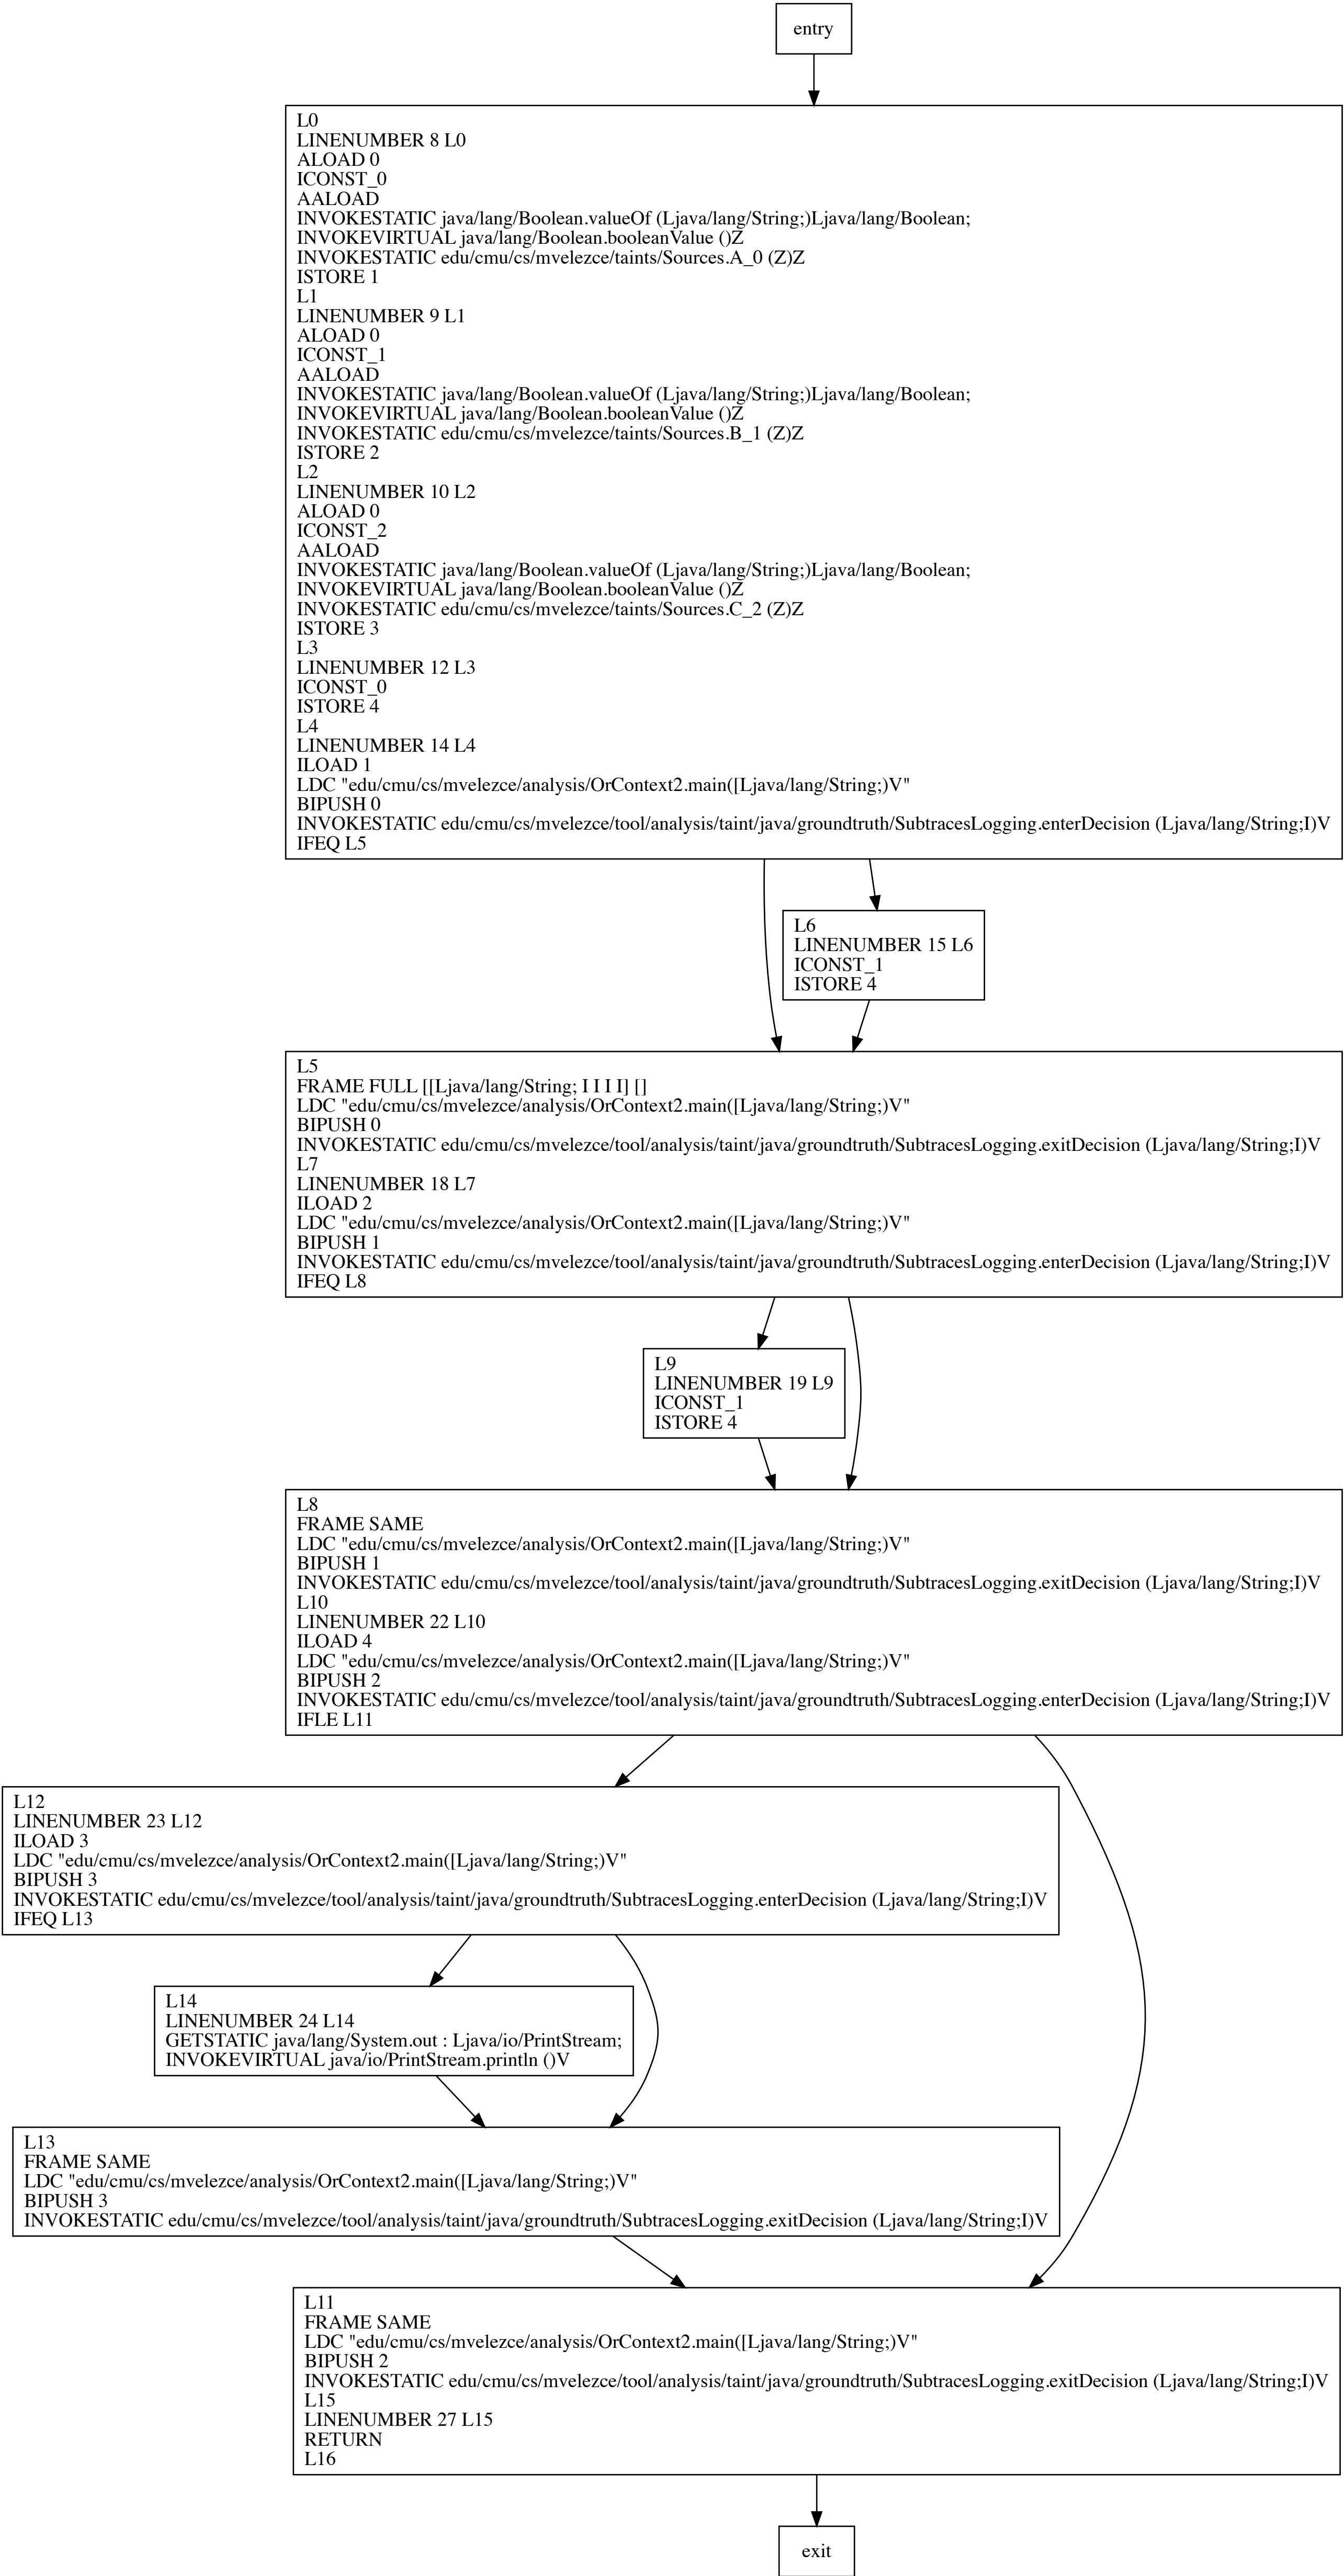 entry
L0
LINENUMBER 8 L0
ALOAD 0
ICONST_0
AALOAD
INVOKESTATIC java/lang/Boolean.valueOf (Ljava/lang/String;)Ljava/lang/Boolean;
INVOKEVIRTUAL java/lang/Boolean.booleanValue ()Z
INVOKESTATIC edu/cmu/cs/mvelezce/taints/Sources.A_0 (Z)Z
ISTORE 1
L1
LINENUMBER 9 L1
ALOAD 0
ICONST_1
AALOAD
INVOKESTATIC java/lang/Boolean.valueOf (Ljava/lang/String;)Ljava/lang/Boolean;
INVOKEVIRTUAL java/lang/Boolean.booleanValue ()Z
INVOKESTATIC edu/cmu/cs/mvelezce/taints/Sources.B_1 (Z)Z
ISTORE 2
L2
LINENUMBER 10 L2
ALOAD 0
ICONST_2
AALOAD
INVOKESTATIC java/lang/Boolean.valueOf (Ljava/lang/String;)Ljava/lang/Boolean;
INVOKEVIRTUAL java/lang/Boolean.booleanValue ()Z
INVOKESTATIC edu/cmu/cs/mvelezce/taints/Sources.C_2 (Z)Z
ISTORE 3
L3
LINENUMBER 12 L3
ICONST_0
ISTORE 4
L4
LINENUMBER 14 L4
ILOAD 1
LDC "edu/cmu/cs/mvelezce/analysis/OrContext2.main([Ljava/lang/String;)V"
BIPUSH 0
INVOKESTATIC edu/cmu/cs/mvelezce/tool/analysis/taint/java/groundtruth/SubtracesLogging.enterDecision (Ljava/lang/String;I)V
IFEQ L5
L6
LINENUMBER 15 L6
ICONST_1
ISTORE 4
L5
FRAME FULL [[Ljava/lang/String; I I I I] []
LDC "edu/cmu/cs/mvelezce/analysis/OrContext2.main([Ljava/lang/String;)V"
BIPUSH 0
INVOKESTATIC edu/cmu/cs/mvelezce/tool/analysis/taint/java/groundtruth/SubtracesLogging.exitDecision (Ljava/lang/String;I)V
L7
LINENUMBER 18 L7
ILOAD 2
LDC "edu/cmu/cs/mvelezce/analysis/OrContext2.main([Ljava/lang/String;)V"
BIPUSH 1
INVOKESTATIC edu/cmu/cs/mvelezce/tool/analysis/taint/java/groundtruth/SubtracesLogging.enterDecision (Ljava/lang/String;I)V
IFEQ L8
L9
LINENUMBER 19 L9
ICONST_1
ISTORE 4
L8
FRAME SAME
LDC "edu/cmu/cs/mvelezce/analysis/OrContext2.main([Ljava/lang/String;)V"
BIPUSH 1
INVOKESTATIC edu/cmu/cs/mvelezce/tool/analysis/taint/java/groundtruth/SubtracesLogging.exitDecision (Ljava/lang/String;I)V
L10
LINENUMBER 22 L10
ILOAD 4
LDC "edu/cmu/cs/mvelezce/analysis/OrContext2.main([Ljava/lang/String;)V"
BIPUSH 2
INVOKESTATIC edu/cmu/cs/mvelezce/tool/analysis/taint/java/groundtruth/SubtracesLogging.enterDecision (Ljava/lang/String;I)V
IFLE L11
L12
LINENUMBER 23 L12
ILOAD 3
LDC "edu/cmu/cs/mvelezce/analysis/OrContext2.main([Ljava/lang/String;)V"
BIPUSH 3
INVOKESTATIC edu/cmu/cs/mvelezce/tool/analysis/taint/java/groundtruth/SubtracesLogging.enterDecision (Ljava/lang/String;I)V
IFEQ L13
L14
LINENUMBER 24 L14
GETSTATIC java/lang/System.out : Ljava/io/PrintStream;
INVOKEVIRTUAL java/io/PrintStream.println ()V
L13
FRAME SAME
LDC "edu/cmu/cs/mvelezce/analysis/OrContext2.main([Ljava/lang/String;)V"
BIPUSH 3
INVOKESTATIC edu/cmu/cs/mvelezce/tool/analysis/taint/java/groundtruth/SubtracesLogging.exitDecision (Ljava/lang/String;I)V
L11
FRAME SAME
LDC "edu/cmu/cs/mvelezce/analysis/OrContext2.main([Ljava/lang/String;)V"
BIPUSH 2
INVOKESTATIC edu/cmu/cs/mvelezce/tool/analysis/taint/java/groundtruth/SubtracesLogging.exitDecision (Ljava/lang/String;I)V
L15
LINENUMBER 27 L15
RETURN
L16
exit